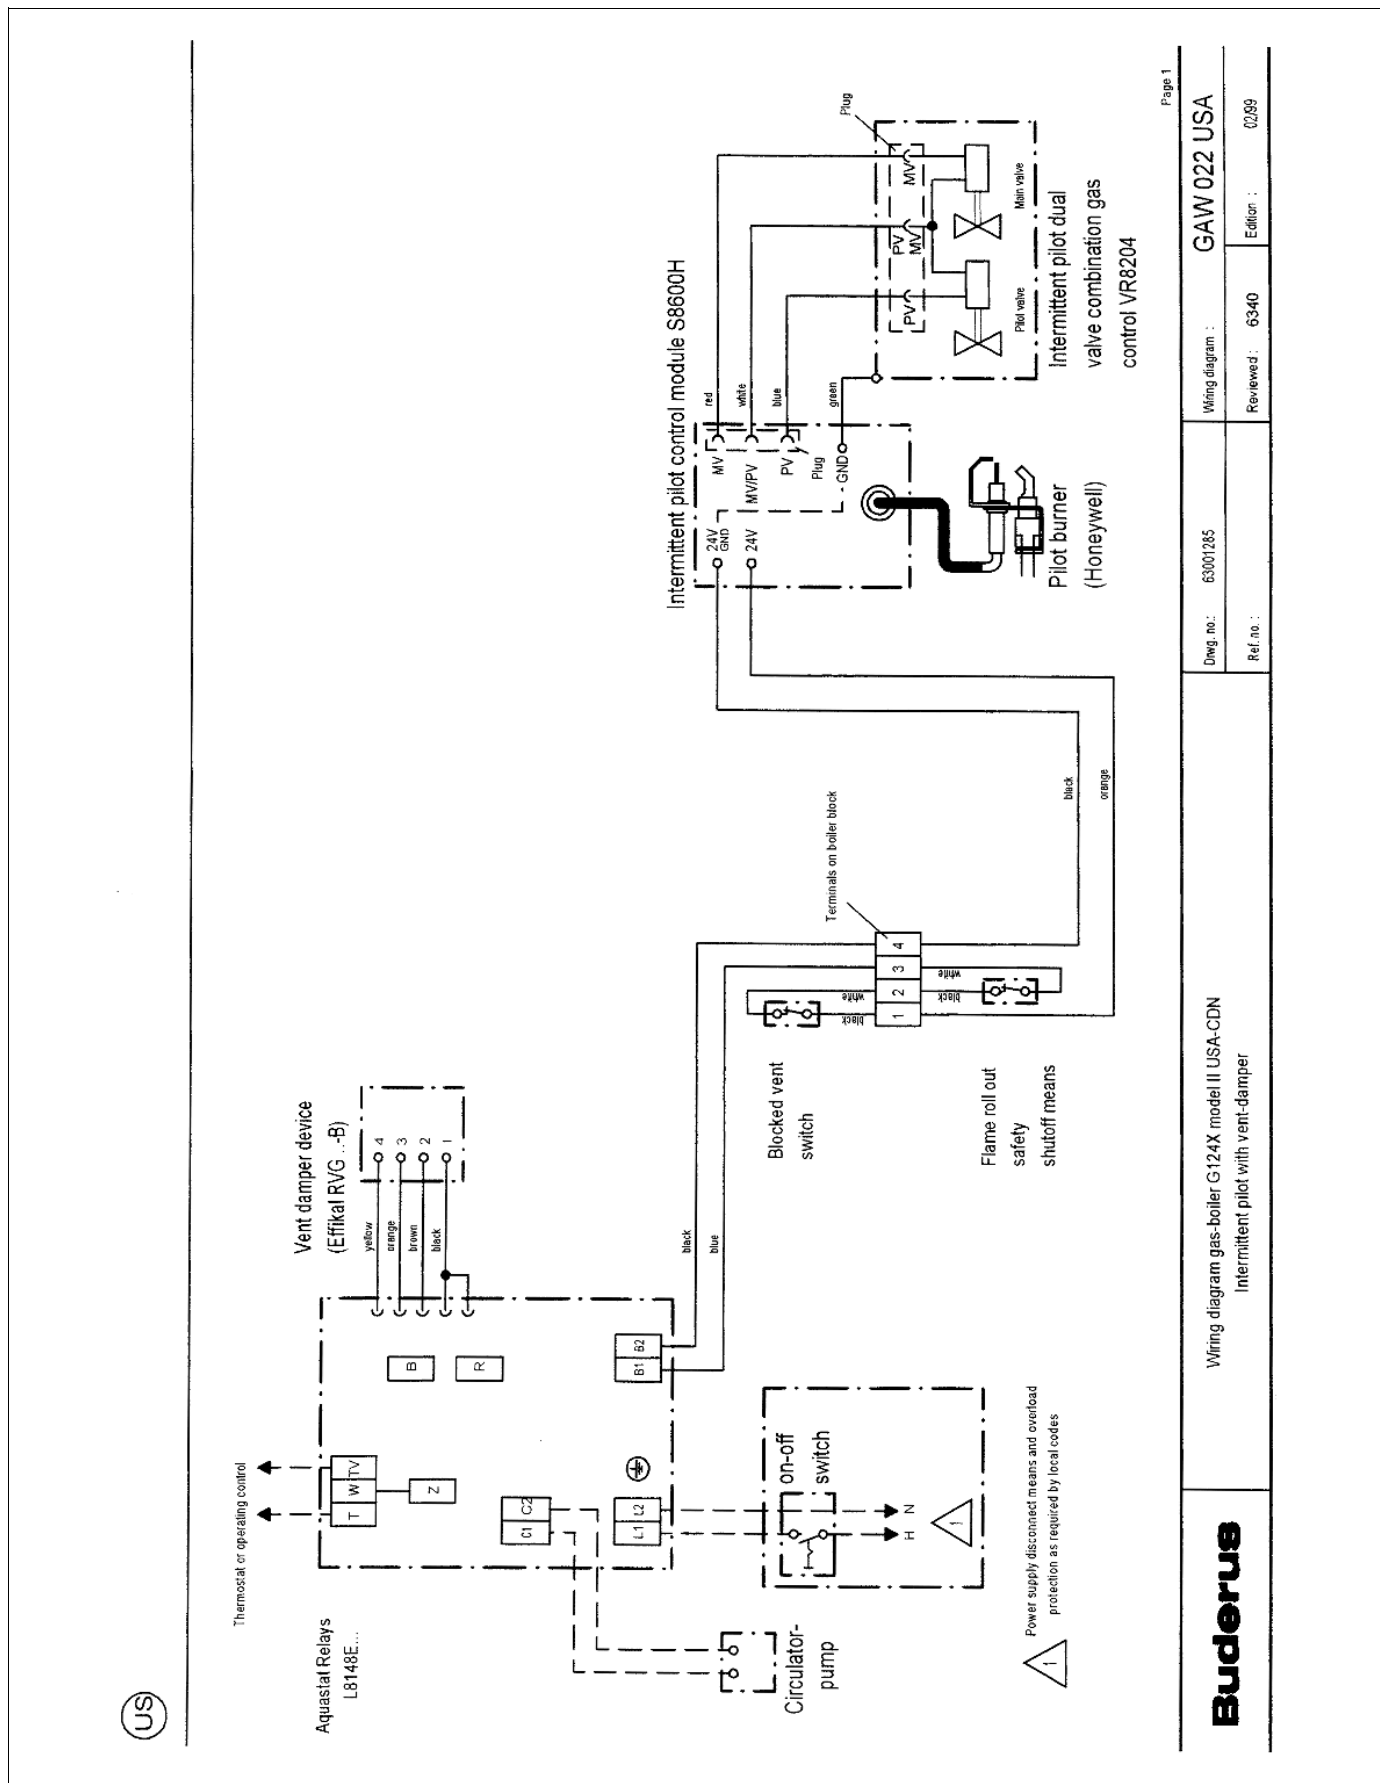 US
Thermostat or operating control
Aquastat Relays
L8148E...
T
W
TV
Z
B
R
C1
C2
L1
L2
B1
B2
Vent damper device
(Effikal RVG ..-B)
yellow
orange
brown
black
4
3
2
1
black
blue
on-off
switch
H
N
1
Circulator-
pump
1
Power supply disconnect means and overload
protection as required by local codes
Blocked vent
switch
Flame roll out
safety
shutoff means
black
white
black
white
1
2
3
4
Terminals on boiler block
black
orange
Intermittent pilot control module S8600H
24V
GND
24V
MV
MV/PV
PV
Plug
GND
red
white
blue
green
Pilot burner
(Honeywell)
Plug
MV
PV
MV
PV
Main valve
Pilot valve
Intermittent pilot dual
valve combination gas
control VR8204
Page 1
Buderus
Wiring diagram gas-boiler G124X model II USA-CDN
Intermittent pilot with vent-damper
Drwg. no.: 63001285
Ref. no. :
Wiring diagram : GAW 022 USA
Reviewed : 6340
Edition : 02/99